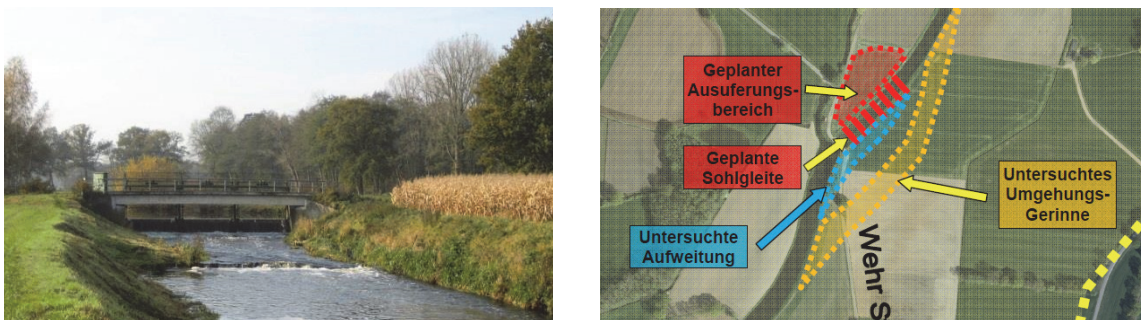 Geplanter
Ausuferungs-
bereich
Geplante
Sohlgleite
Untersuchtes
Umgehungs-
Gerinne
Untersuchte
Aufweitung
Wehr S